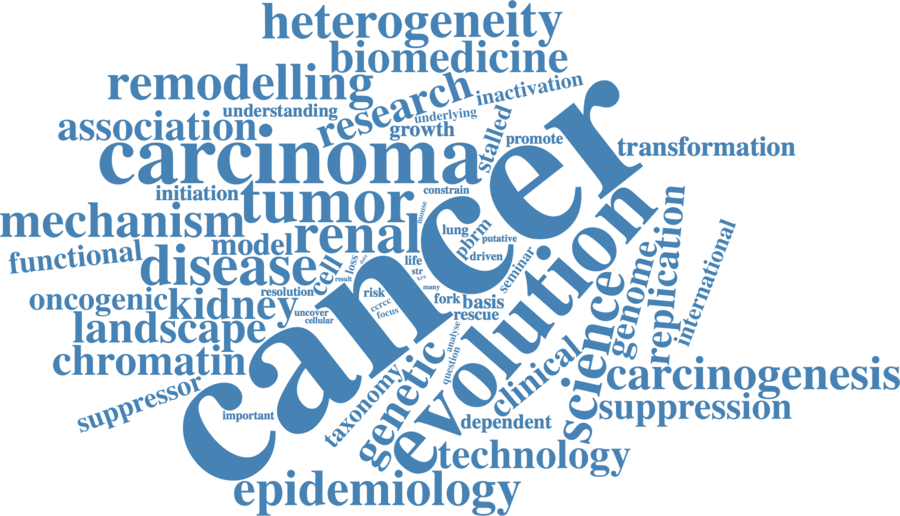 heterogeneity
biomedicine
remodelling
research
inactivation
understanding
underlying
association
growth
stalled
promote
carcinoma
transformation
cancer
initiation
tumor
constrain
mechanism
mouse
renal
lung
pbrm
putative
functional
model
disease
cell
loss
life
driven
seminar
evolution
str
result
many
resolution
risk
oncogenic
kidney
ccrcc
fork
basis
focus
rescue
uncover
cellular
landscape
science
genome
replication
international
analyse
question
chromatin
genetic
clinical
carcinogenesis
suppressor
taxonomy
important
suppression
dependent
technology
epidemiology